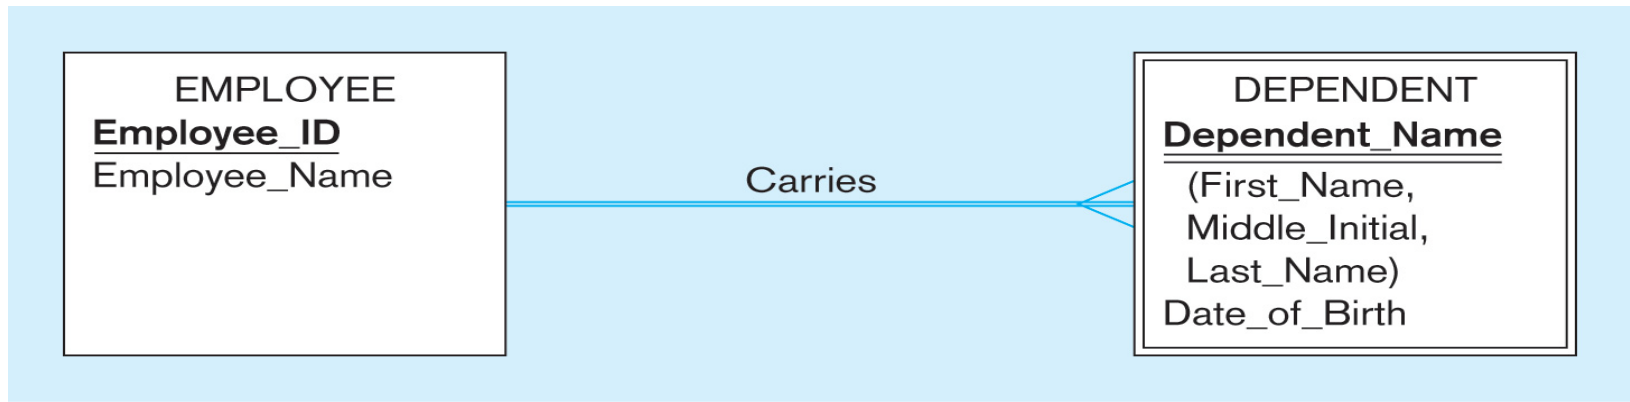 EMPLOYEE
Employee_ID
Employee_Name
Carries
DEPENDENT
Dependent_Name
(First_Name,
Middle_Initial,
Last_Name)
Date_of_Birth